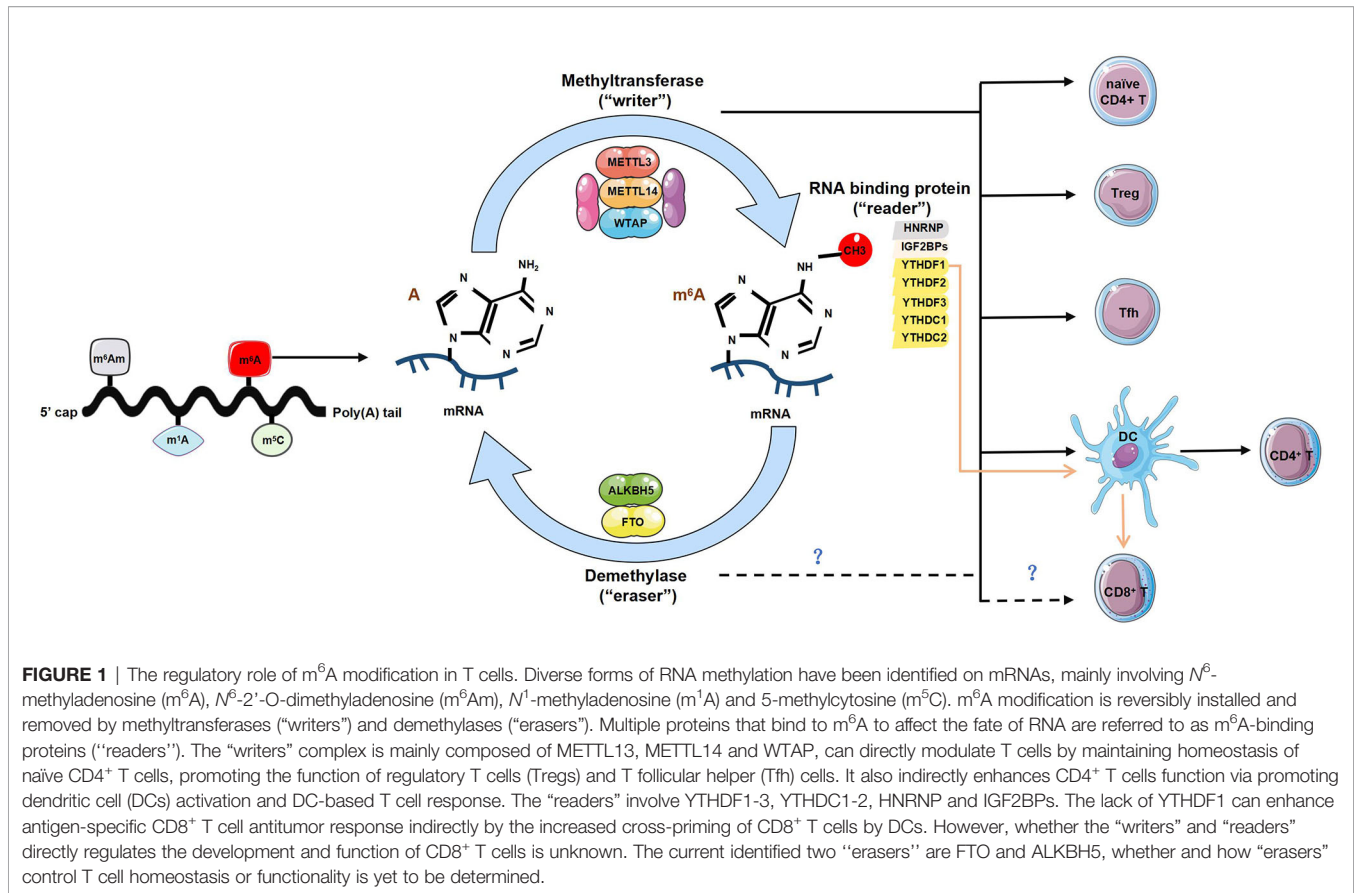 Methyltransferase
("writer")
METTL3
METTL14
WTAP
RNA binding protein
("reader")
HNRNP
IGF2BPs
YTHDF1
YTHDF2
YTHDF3
YTHDC1
YTHDC2
CH3
NH
N
N
N
N
m⁶A
mRNA
NH₂
A
N
N
N
N
mRNA
m⁶Am
m⁶A
5' cap
Poly(A) tail
m¹A
m⁵C
ALKBH5
FTO
Demethylase
("eraser")
?
?
naïve
CD4+ T
Treg
Tfh
DC
CD4⁺ T
CD8⁺ T
FIGURE 1 | The regulatory role of m⁶A modification in T cells. Diverse forms of RNA methylation have been identified on mRNAs, mainly involving N⁶-
methyladenosine (m⁶A), N⁶-2'-O-dimethyladenosine (m⁶Am), N¹-methyladenosine (m¹A) and 5-methylcytosine (m⁵C). m⁶A modification is reversibly installed and
removed by methyltransferases (“writers”) and demethylases (“erasers”). Multiple proteins that bind to m⁶A to affect the fate of RNA are referred to as m⁶A-binding
proteins (‘‘readers’’). The “writers” complex is mainly composed of METTL13, METTL14 and WTAP, can directly modulate T cells by maintaining homeostasis of
naïve CD4⁺ T cells, promoting the function of regulatory T cells (Tregs) and T follicular helper (Tfh) cells. It also indirectly enhances CD4⁺ T cells function via promoting
dendritic cell (DCs) activation and DC-based T cell response. The “readers” involve YTHDF1-3, YTHDC1-2, HNRNP and IGF2BPs. The lack of YTHDF1 can enhance
antigen-specific CD8⁺ T cell antitumor response indirectly by the increased cross-priming of CD8⁺ T cells by DCs. However, whether the “writers” and “readers”
directly regulates the development and function of CD8⁺ T cells is unknown. The current identified two ‘‘erasers’’ are FTO and ALKBH5, whether and how “erasers”
control T cell homeostasis or functionality is yet to be determined.